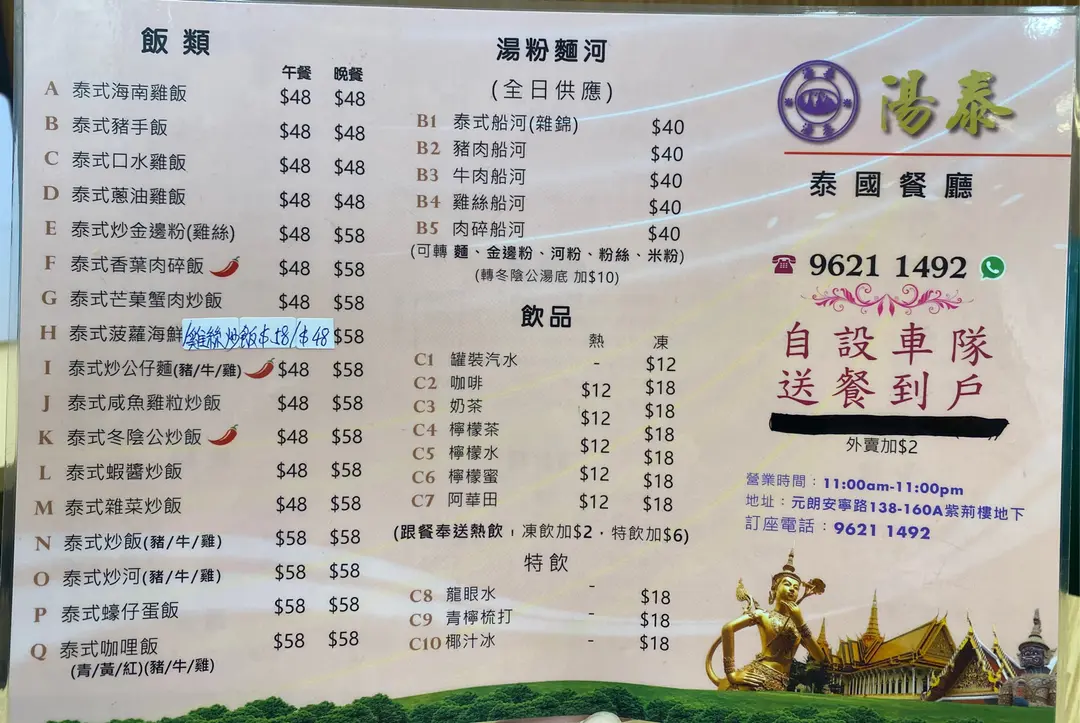 飯類
午餐 晚餐
A 泰式海南雞飯 $48 $48
B 泰式豬手飯 $48 $48
C 泰式口水雞飯 $48 $48
D 泰式蔥油雞飯 $48 $48
E 泰式炒金邊粉(雞絲) $48 $58
F 泰式香葉肉碎飯 $48 $58
G 泰式芒菓蟹肉炒飯 $48 $58
H 泰式菠蘿海鮮/雞絲炒飯$58/$48 $58
I 泰式炒公仔麵(豬/牛/雞) $48 $58
J 泰式咸魚雞粒炒飯 $48 $58
K 泰式冬陰公炒飯 $48 $58
L 泰式蝦醬炒飯 $48 $58
M 泰式雜菜炒飯 $48 $58
N 泰式炒飯(豬/牛/雞) $58 $58
O 泰式炒河(豬/牛/雞) $58 $58
P 泰式蠔仔蛋飯 $58 $58
Q 泰式咖哩飯 $58 $58
(青/黃/紅)(豬/牛/雞)
湯粉麵河
(全日供應)
B1 泰式船河(雜錦) $40
B2 豬肉船河 $40
B3 牛肉船河 $40
B4 雞絲船河 $40
B5 肉碎船河 $40
(可轉 麵、金邊粉、河粉、粉絲、米粉)
(轉冬陰公湯底 加$10)
飲品
熱 凍
C1 罐裝汽水 - $12
C2 咖啡 $12 $18
C3 奶茶 $12 $18
C4 檸檬茶 $12 $18
C5 檸檬水 $12 $18
C6 檸檬蜜 $12 $18
C7 阿華田 $12 $18
(跟餐奉送熱飲，凍飲加$2．特飲加$6)
特飲
C8 龍眼水 - $18
C9 青檸梳打 - $18
C10 椰汁冰 - $18
湯泰
泰國餐廳
9621 1492
自設車隊
送餐到戶
外賣加$2
營業時間：11:00am-11:00pm
地址：元朗安寧路138-160A紫荊樓地下
訂座電話：9621 1492